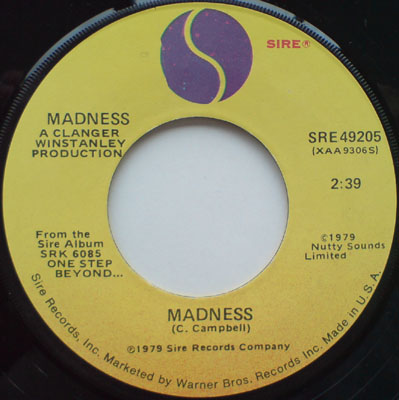 SIRE®
MADNESS
A CLANGER
WINSTANLEY
PRODUCTION
SRE 49205
(XAA9306S)
2:39
From the
Sire Album
SRK 6085
ONE STEP
BEYOND...
©1979
Nutty Sounds
Limited
MADNESS
(C. Campbell)
℗1979 Sire Records Company
Sire Records, Inc. Marketed by Warner Bros. Records Inc. Made in U.S.A.